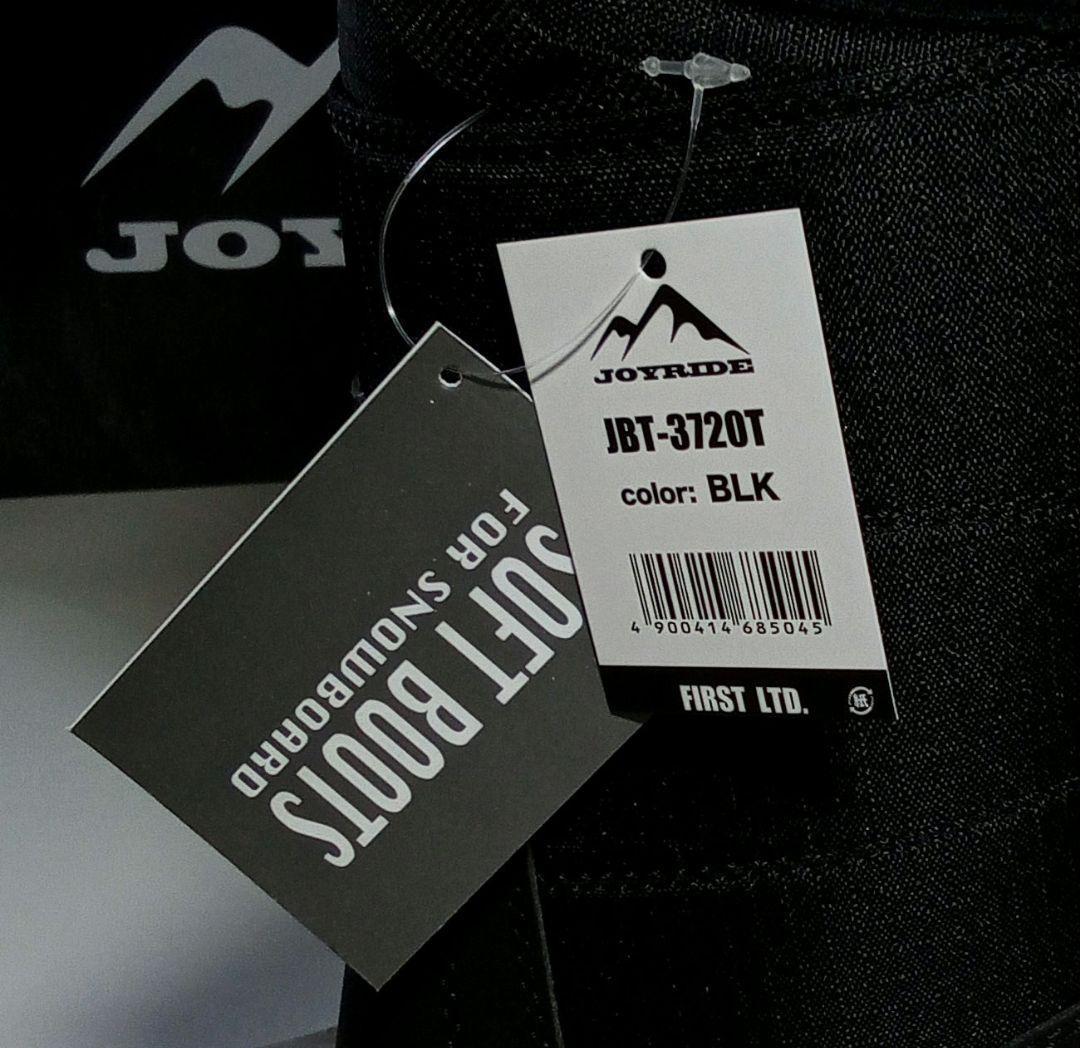 JOY
JOYRIDE
JBT-3720T
color: BLK
4 900414 685045
FIRST LTD.
紙
SOFT BOOTS
FOR SNOWBOARD